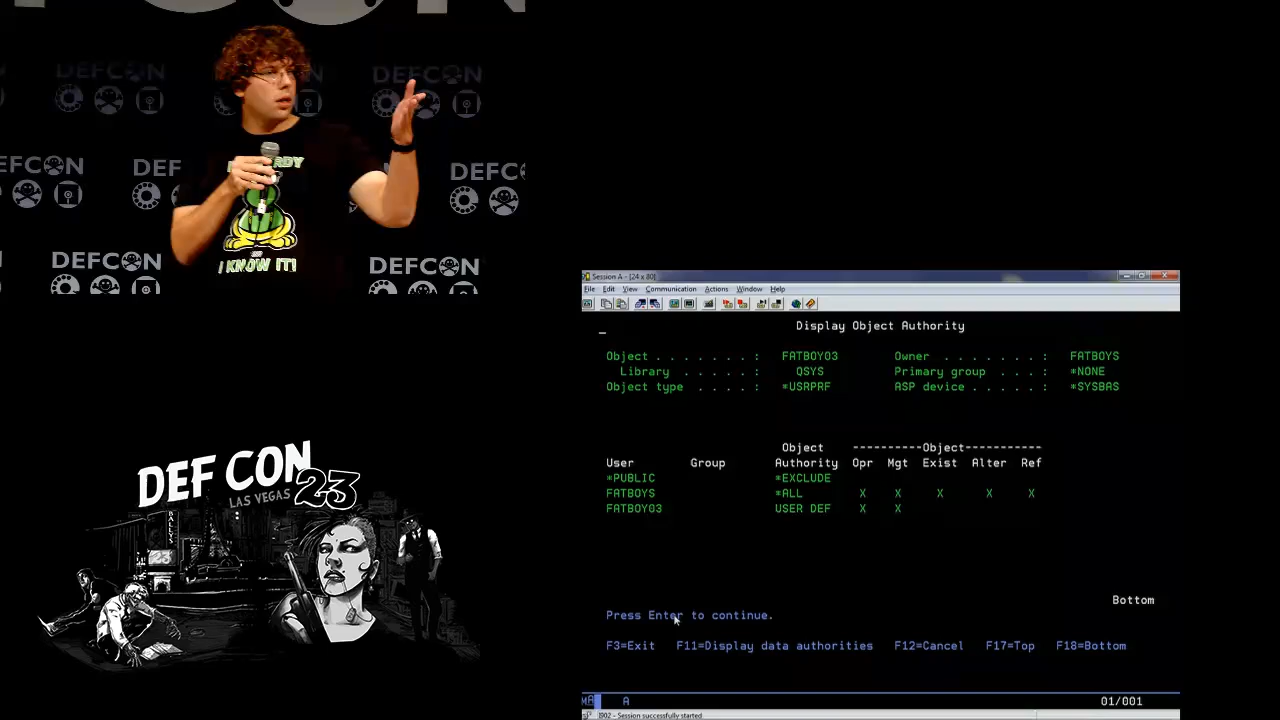 DEFCON
DEFCON
DEFCON
DEF
DEFCON
DEFCON
DEFCON
I KNOW IT!
DEF CON 23
LAS VEGAS
BALLYS
Session A - [24 x 80]
File Edit View Communication Actions Window Help
Display Object Authority
Object . . . . . . . : FATBOY03 Owner . . . . . . . : FATBOYS
Library . . . . . : QSYS Primary group . . . : *NONE
Object type . . . . : *USRPRF ASP device . . . . . : *SYSBAS
Object ----------Object-----------
User Group Authority Opr Mgt Exist Alter Ref
*PUBLIC *EXCLUDE
FATBOYS *ALL X X X X X
FATBOY03 USER DEF X X
Bottom
Press Enter to continue.
F3=Exit F11=Display data authorities F12=Cancel F17=Top F18=Bottom
MA A 01/001
I902 - Session successfully started